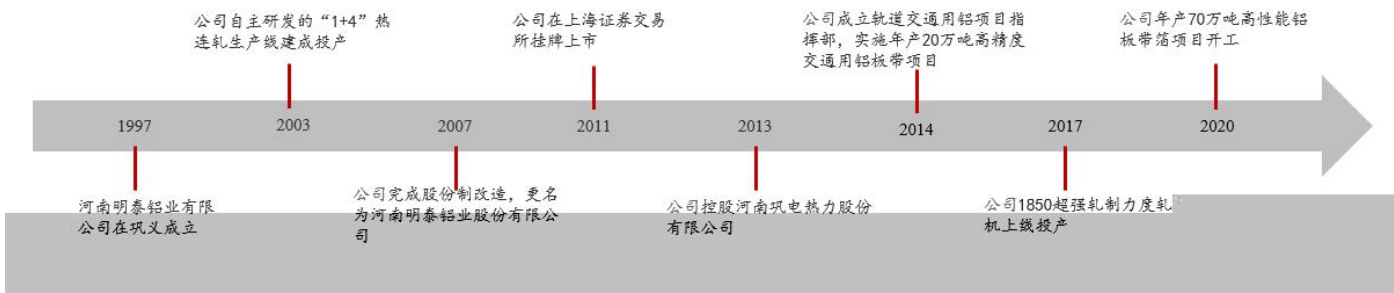 公司自主研发的“1+4”热
连轧生产线建成投产
公司在上海证券交易
所挂牌上市
公司成立轨道交通用铝项目指
挥部，实施年产20万吨高精度
交通用铝板带项目
公司年产70万吨高性能铝
板带箔项目开工
1997
2003
2007
2011
2013
2014
2017
2020
河南明泰铝业有限
公司在巩义成立
公司完成股份制改造，更名
为河南明泰铝业股份有限公
司
公司控股河南巩电热力股份
有限公司
公司1850超强轧制力度轧
机上线投产